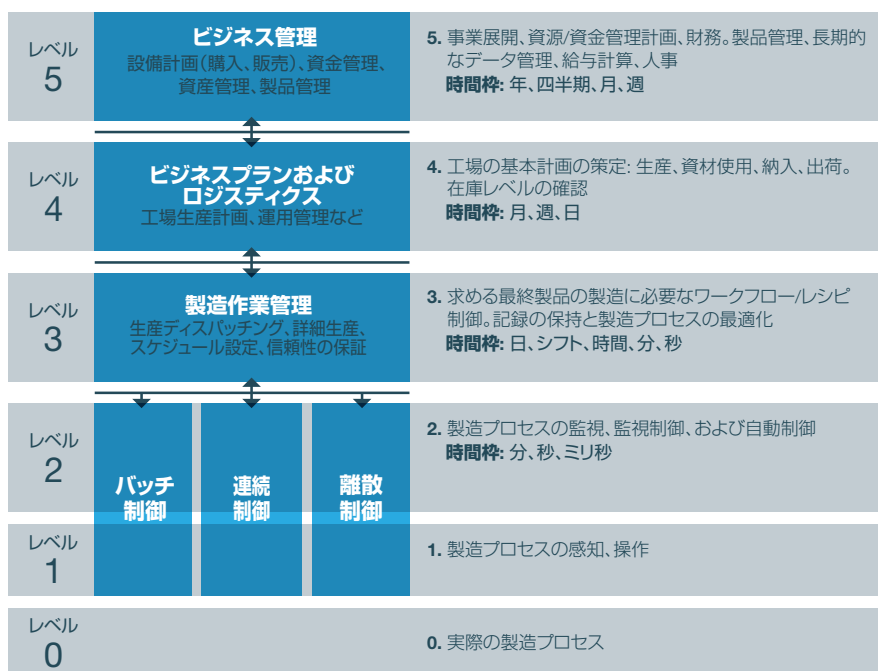 レベル
5
ビジネス管理
設備計画(購入、販売)、資金管理、
資産管理、製品管理
5. 事業展開、資源/資金管理計画、財務。製品管理、長期的
なデータ管理、給与計算、人事
時間枠: 年、四半期、月、週
レベル
4
ビジネスプランおよび
ロジスティクス
工場生産計画、運用管理など
4. 工場の基本計画の策定: 生産、資材使用、納入、出荷。
在庫レベルの確認
時間枠: 月、週、日
レベル
3
製造作業管理
生産ディスパッチング、詳細生産、
スケジュール設定、信頼性の保証
3. 求める最終製品の製造に必要なワークフロー/レシピ
制御。記録の保持と製造プロセスの最適化
時間枠: 日、シフト、時間、分、秒
レベル
2
バッチ
制御
連続
制御
離散
制御
2. 製造プロセスの監視、監視制御、および自動制御
時間枠: 分、秒、ミリ秒
レベル
1
1. 製造プロセスの感知、操作
レベル
0
0. 実際の製造プロセス